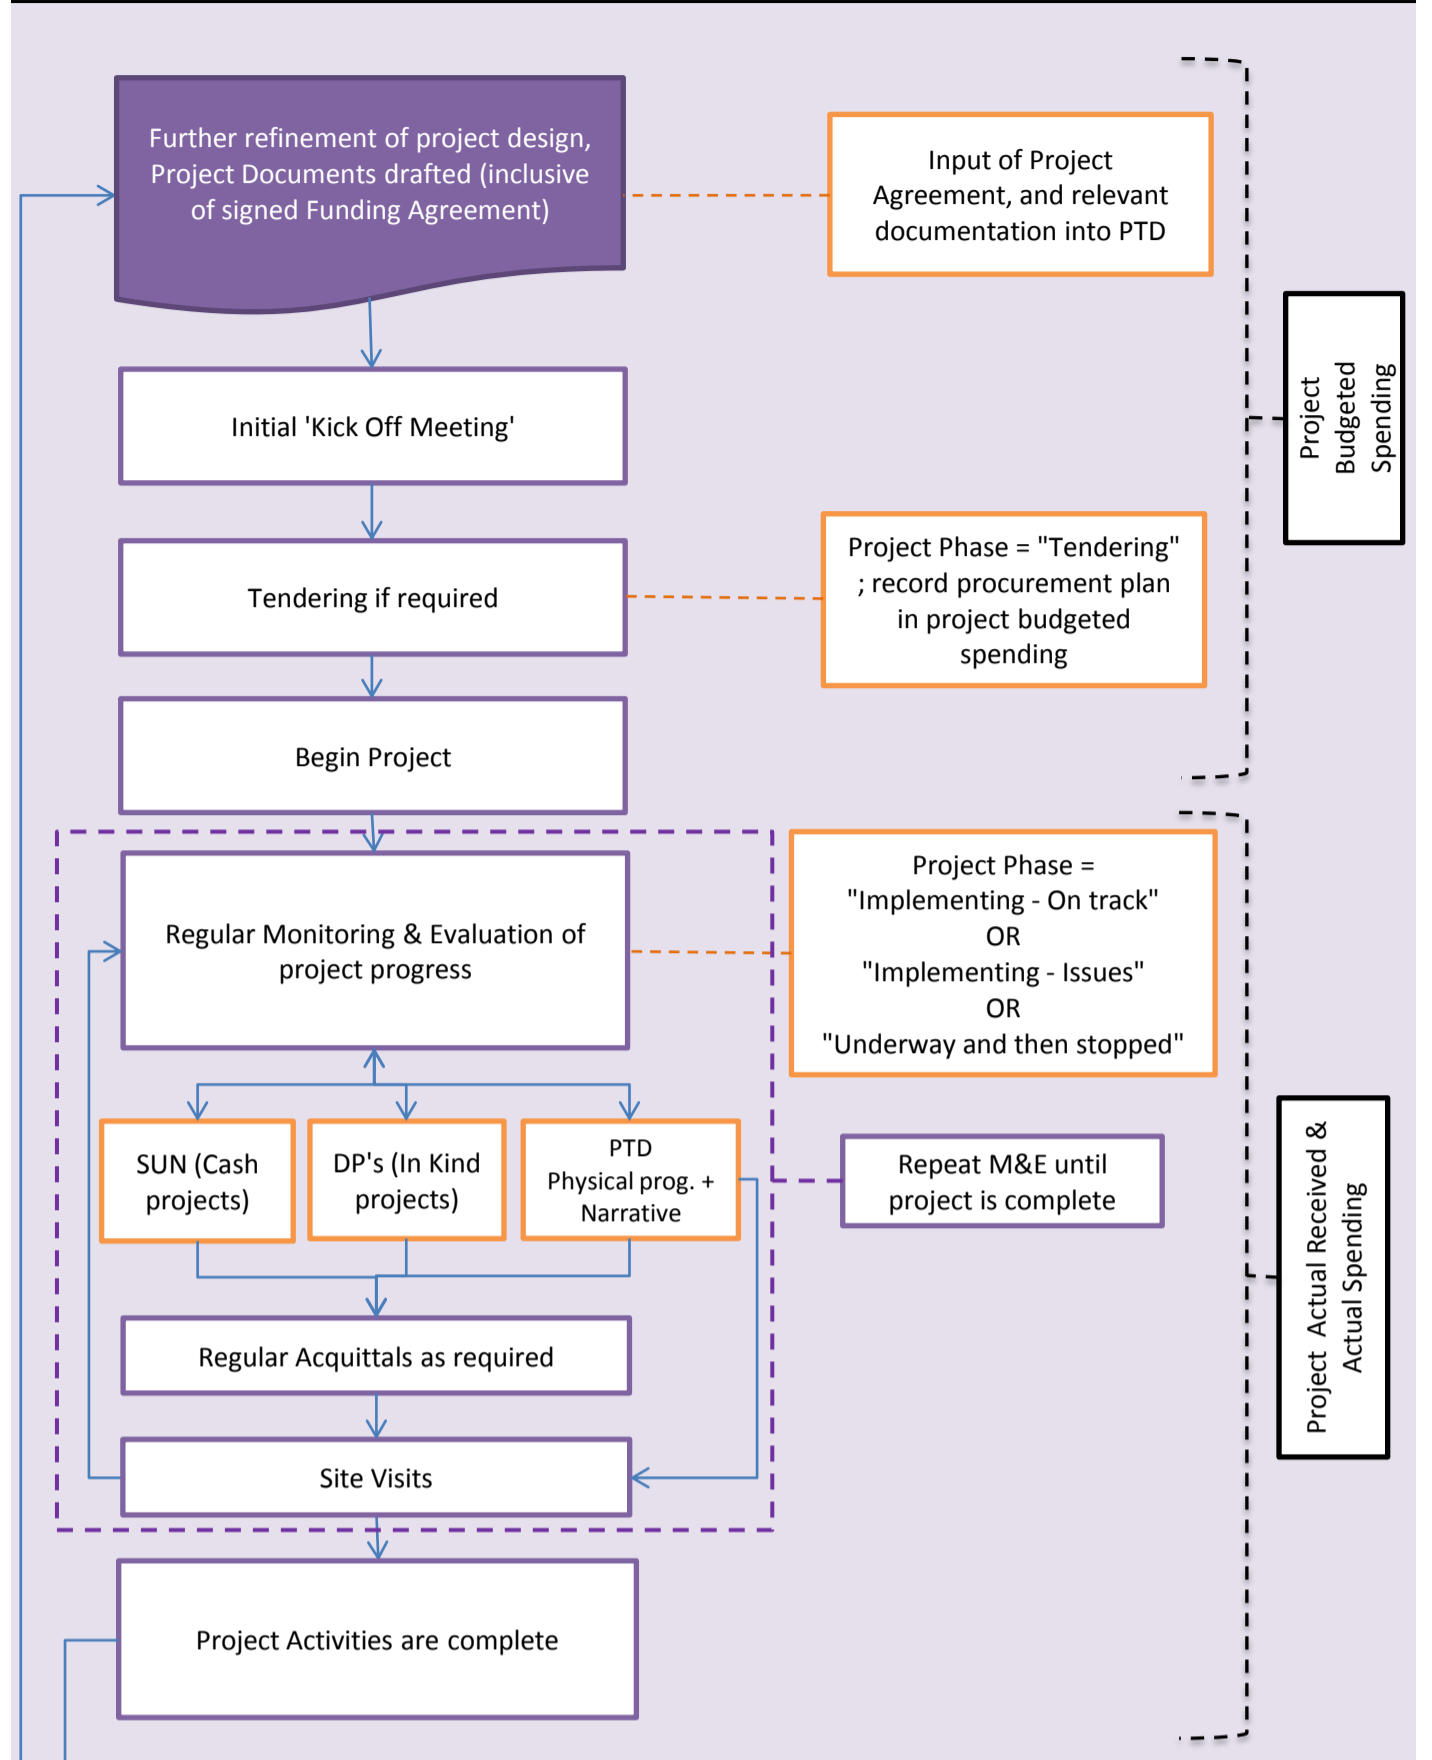 Further refinement of project design,
Project Documents drafted (inclusive
of signed Funding Agreement)
Input of Project
Agreement, and relevant
documentation into PTD
Project
Budgeted
Spending
Initial 'Kick Off Meeting'
Tendering if required
Project Phase = "Tendering"
; record procurement plan
in project budgeted
spending
Begin Project
Regular Monitoring & Evaluation of
project progress
Project Phase =
"Implementing - On track"
OR
"Implementing - Issues"
OR
"Underway and then stopped"
SUN (Cash
projects)
DP's (In Kind
projects)
PTD
Physical prog. +
Narrative
Repeat M&E until
project is complete
Project Actual Received &
Actual Spending
Regular Acquittals as required
Site Visits
Project Activities are complete